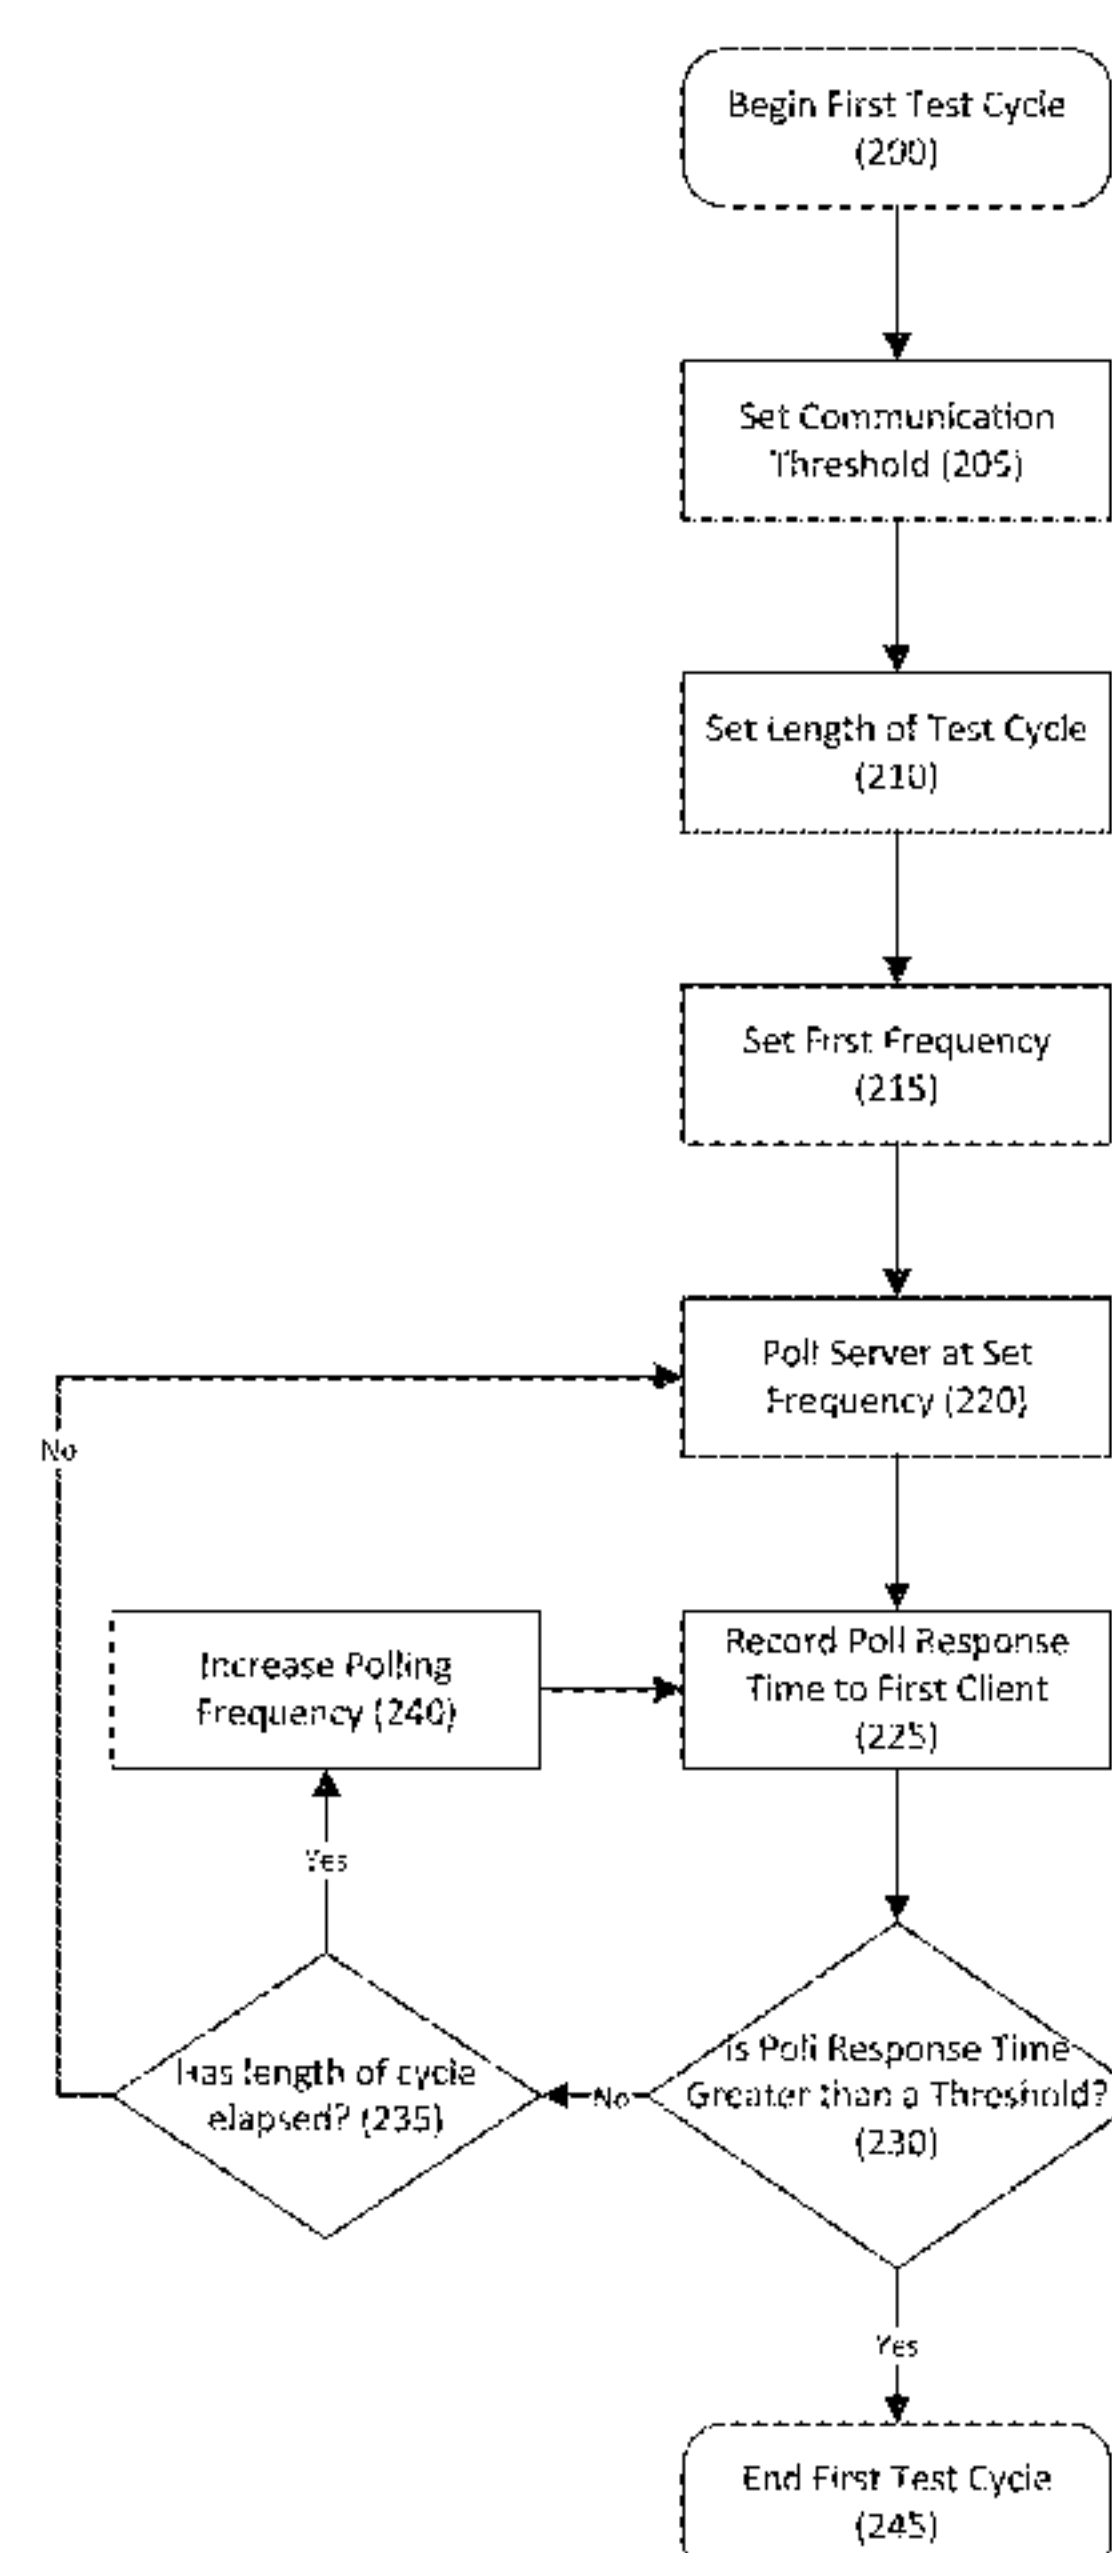 Begin First Test Cycle
(200)
Set Communication
Threshold (205)
Set Length of Test Cycle
(210)
Set First Frequency
(215)
Poll Server at Set
Frequency (220)
No
Increase Polling
Frequency (240)
Record Poll Response
Time to First Client
(225)
Yes
Has length of cycle
elapsed? (235)
No
Is Poll Response Time
Greater than a Threshold?
(230)
Yes
End First Test Cycle
(245)